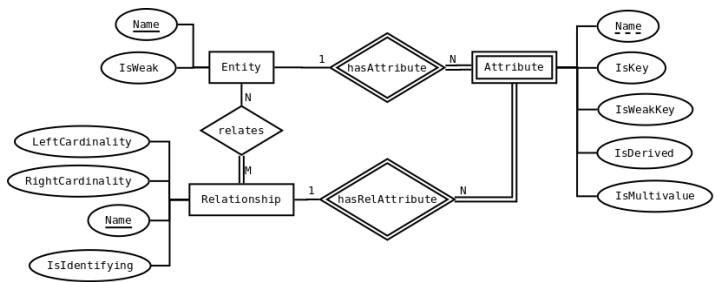 Name
IsWeak
Entity
1
hasAttribute
N
Attribute
Name
IsKey
IsWeakKey
IsDerived
IsMultivalue
N
relates
M
LeftCardinality
RightCardinality
Name
IsIdentifying
Relationship
1
hasRelAttribute
N